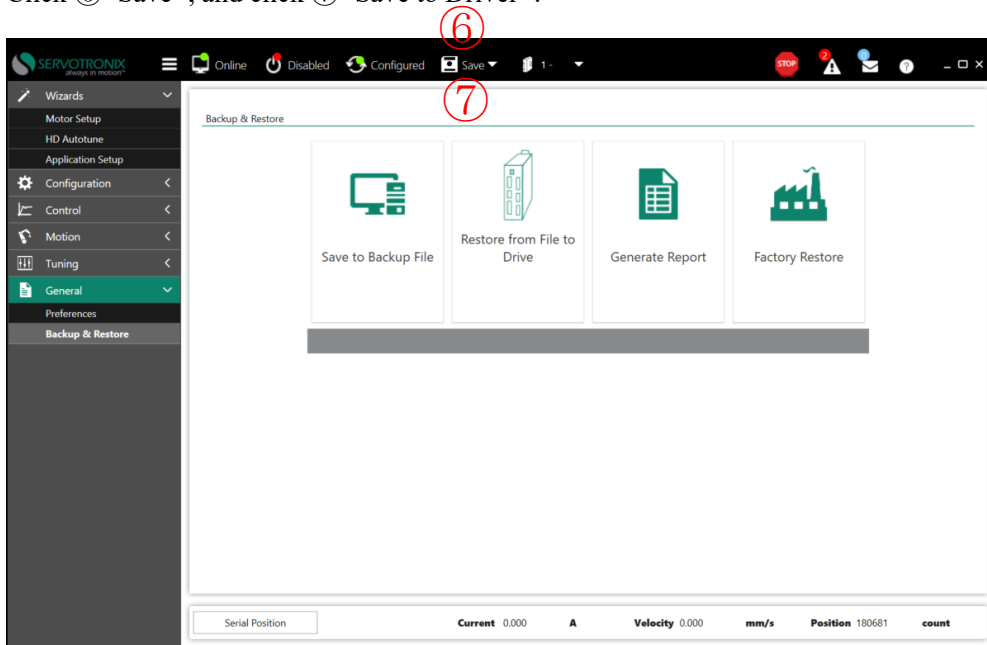 Click ⑥ "Save", and click ⑦ "Save to Driver".
⑥
SERVOTRONIX
always in motion™
Online
Disabled
Configured
Save
1 -
STOP
2
0
?
⑦
Wizards
Motor Setup
HD Autotune
Application Setup
Configuration
Control
Motion
Tuning
General
Preferences
Backup & Restore
Backup & Restore
Save to Backup File
Restore from File to
Drive
Generate Report
Factory Restore
Serial Position
Current 0.000 A
Velocity 0.000 mm/s
Position 180681 count